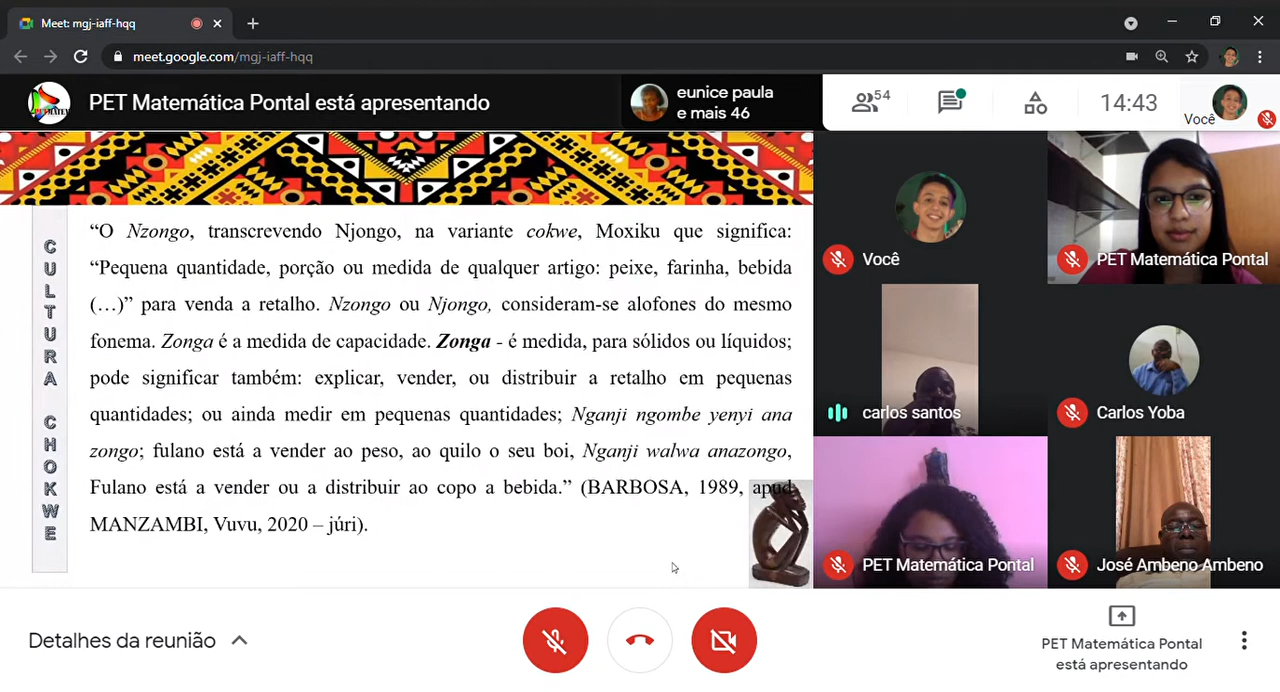 Meet: mgj-iaff-hqq
meet.google.com/mgj-iaff-hqq
PET Matemática Pontal está apresentando
eunice paula
e mais 46
54
14:43
Você
CULTURA CHOKWE
“O Nzongo, transcrevendo Njongo, na variante cokwe, Moxiku que significa:
“Pequena quantidade, porção ou medida de qualquer artigo: peixe, farinha, bebida
(…)” para venda a retalho. Nzongo ou Njongo, consideram-se alofones do mesmo
fonema. Zonga é a medida de capacidade. Zonga - é medida, para sólidos ou líquidos;
pode significar também: explicar, vender, ou distribuir a retalho em pequenas
quantidades; ou ainda medir em pequenas quantidades; Nganji ngombe yenyi ana
zongo; fulano está a vender ao peso, ao quilo o seu boi, Nganji walwa anazongo,
Fulano está a vender ou a distribuir ao copo a bebida.” (BARBOSA, 1989, apud
MANZAMBI, Vuvu, 2020 – júri).
Você
PET Matemática Pontal
carlos santos
Carlos Yoba
PET Matemática Pontal
José Ambeno Ambeno
Detalhes da reunião
PET Matemática Pontal
está apresentando